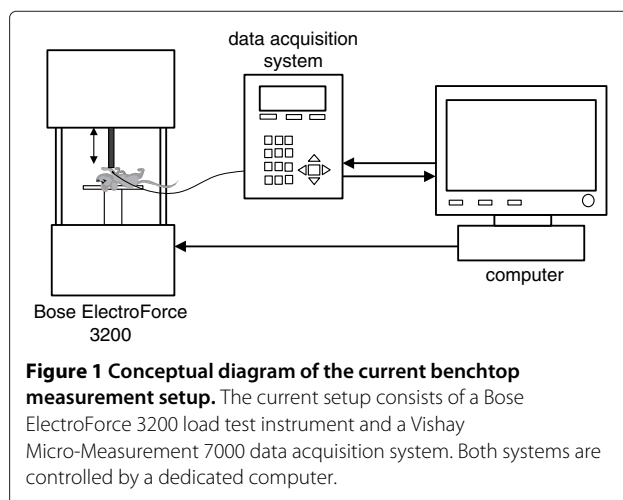 data acquisition
system
computer
Bose ElectroForce
3200
Figure 1 Conceptual diagram of the current benchtop
measurement setup. The current setup consists of a Bose
ElectroForce 3200 load test instrument and a Vishay
Micro-Measurement 7000 data acquisition system. Both systems are
controlled by a dedicated computer.